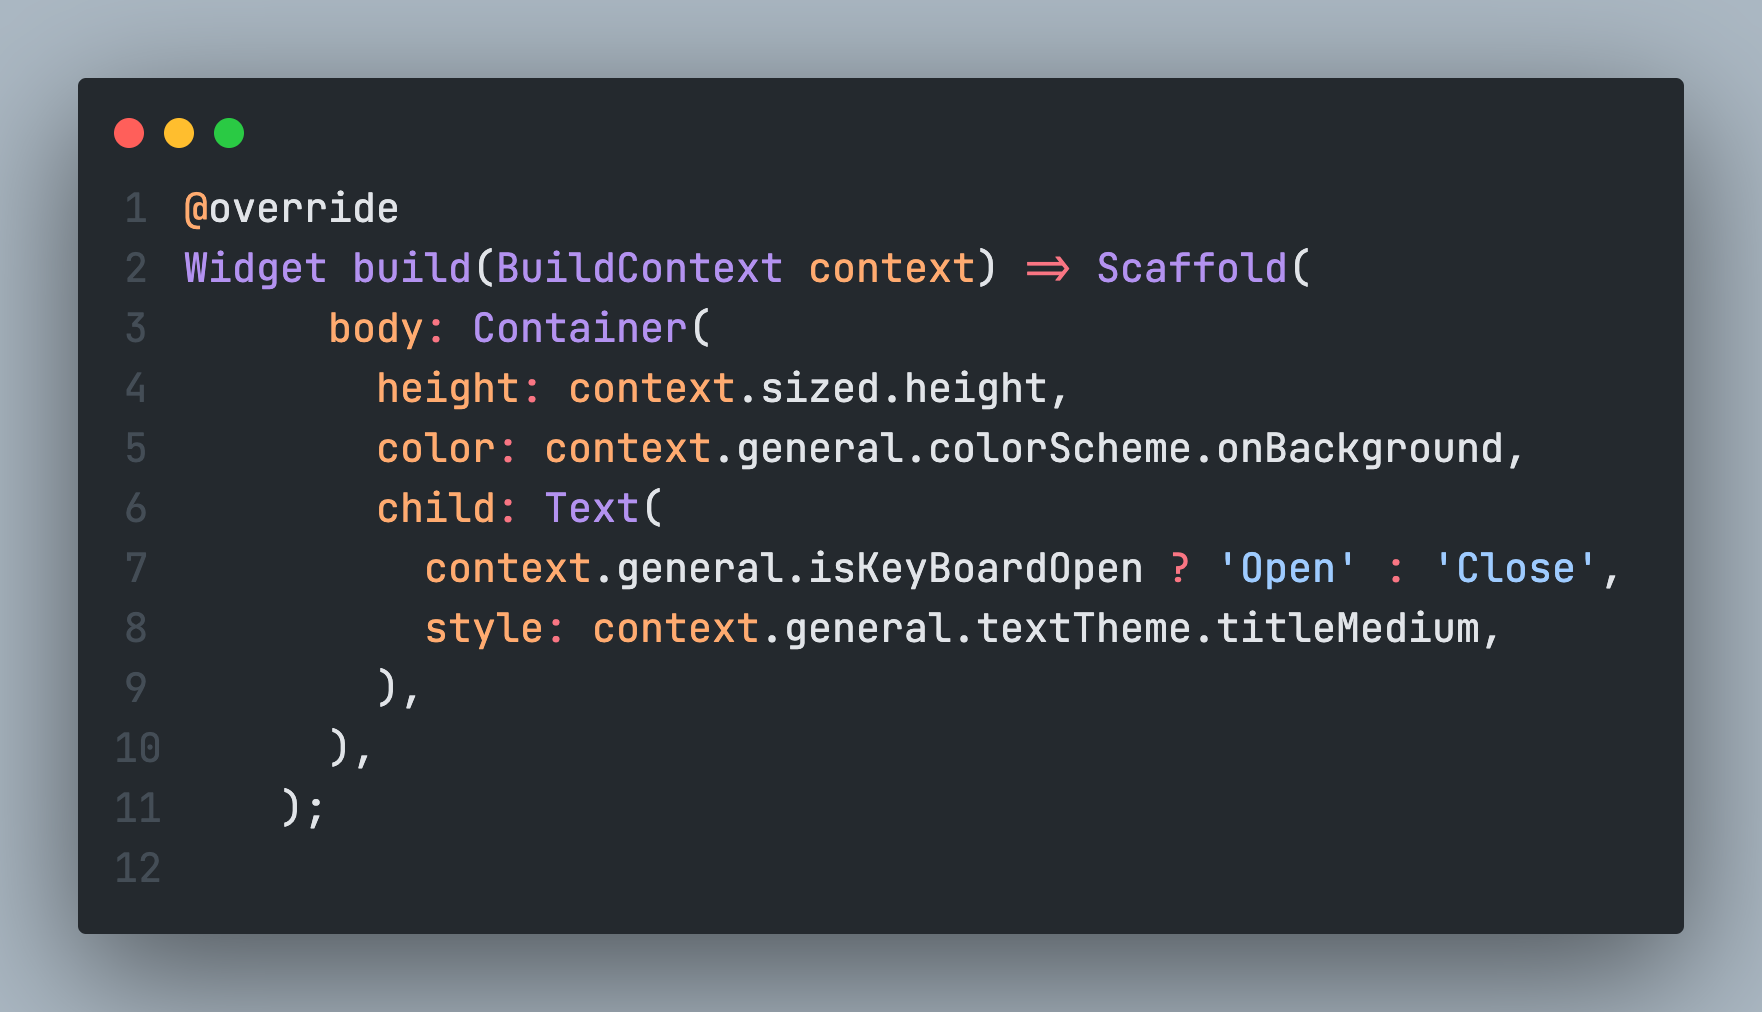 1 @override
2 Widget build(BuildContext context) => Scaffold(
3       body: Container(
4         height: context.sized.height,
5         color: context.general.colorScheme.onBackground,
6         child: Text(
7           context.general.isKeyBoardOpen ? 'Open' : 'Close',
8           style: context.general.textTheme.titleMedium,
9         ),
10       ),
11     );
12